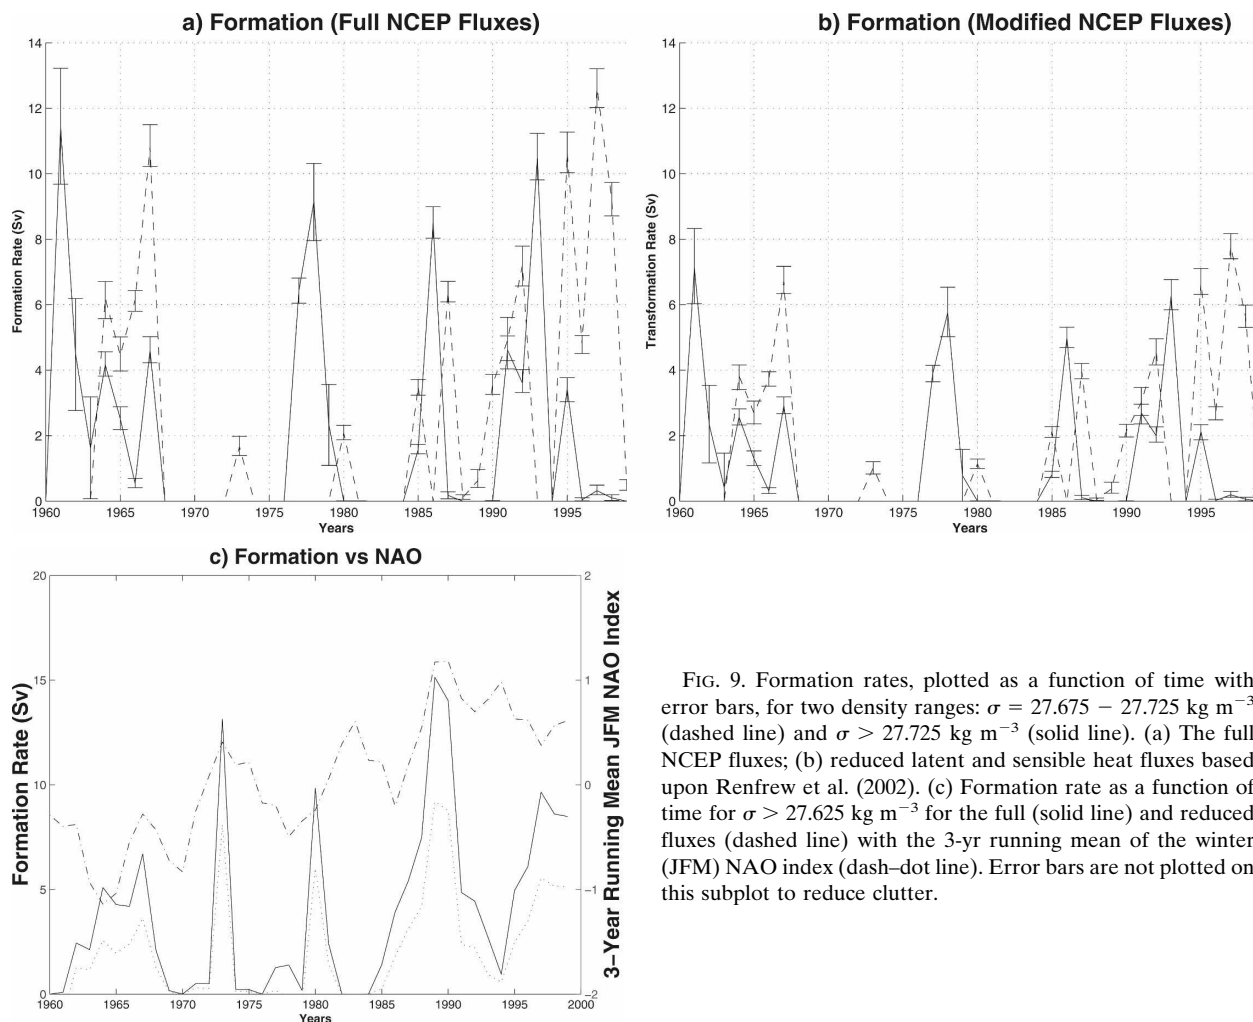 a) Formation (Full NCEP Fluxes)
14
12
10
8
6
4
2
0
Formation Rate (Sv)
1960 1965 1970 1975 1980 1985 1990 1995
Years
b) Formation (Modified NCEP Fluxes)
14
12
10
8
6
4
2
0
Transformation Rate (Sv)
1960 1965 1970 1975 1980 1985 1990 1995
Years
c) Formation vs NAO
20
15
10
5
0
Formation Rate (Sv)
2
1
0
−1
−2
3−Year Running Mean JFM NAO Index
1960 1965 1970 1975 1980 1985 1990 1995 2000
Years
FIG. 9. Formation rates, plotted as a function of time with
error bars, for two density ranges: σ = 27.675 − 27.725 kg m⁻³
(dashed line) and σ > 27.725 kg m⁻³ (solid line). (a) The full
NCEP fluxes; (b) reduced latent and sensible heat fluxes based
upon Renfrew et al. (2002). (c) Formation rate as a function of
time for σ > 27.625 kg m⁻³ for the full (solid line) and reduced
fluxes (dashed line) with the 3-yr running mean of the winter
(JFM) NAO index (dash–dot line). Error bars are not plotted on
this subplot to reduce clutter.